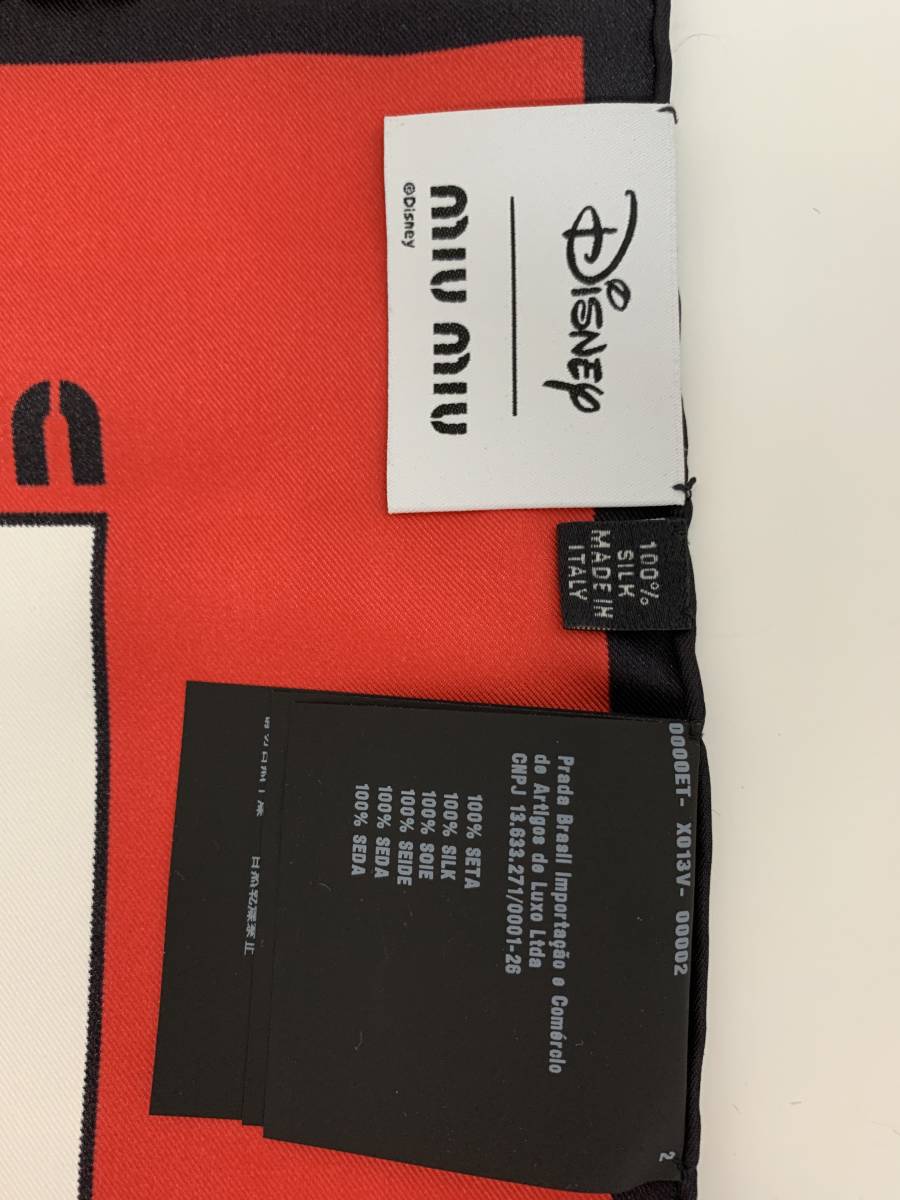 Disney
miu miu
©Disney
100%
SILK
MADE IN
ITALY
0000ET- X013V- 00002
Prada Brasil Importação e Comércio
de Artigos de Luxo Ltda
CNPJ 13.633.271/0001-26
100% SETA
100% SILK
100% SOIE
100% SEIDE
100% SEDA
100% SEDA
2